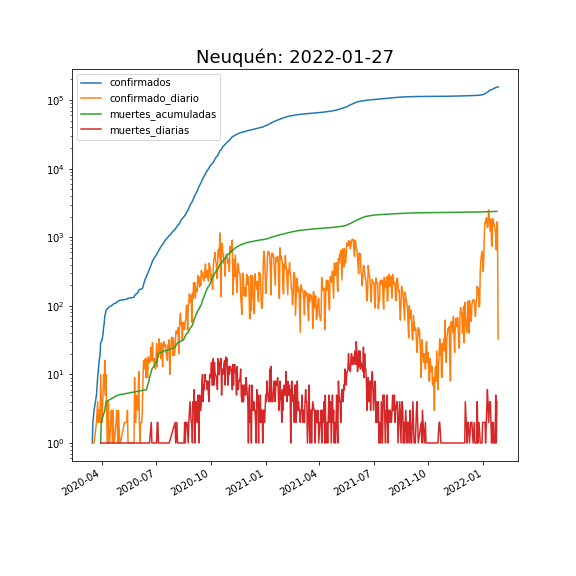 Neuquén: 2022-01-27
confirmados
confirmado_diario
muertes_acumuladas
muertes_diarias
10⁵
10⁴
10³
10²
10¹
10⁰
2020-04 2020-07 2020-10 2021-01 2021-04 2021-07 2021-10 2022-01